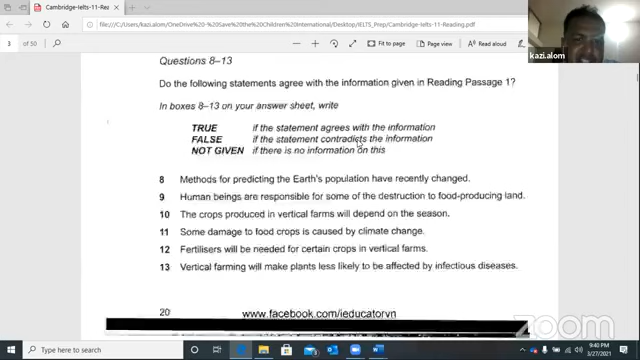 Cambridge-Ielts-11-Reading.pdf
File | C:/Users/kazi.alom/OneDrive%20-%20Save%20the%20Children%20International/Desktop/IELTS_Prep/Cambridge-Ielts-11-Reading.pdf
3 of 50
Fit to page
Page view
Read aloud
kazi.alom
Questions 8–13
Do the following statements agree with the information given in Reading Passage 1?
In boxes 8–13 on your answer sheet, write
TRUE if the statement agrees with the information
FALSE if the statement contradicts the information
NOT GIVEN if there is no information on this
8 Methods for predicting the Earth's population have recently changed.
9 Human beings are responsible for some of the destruction to food-producing land.
10 The crops produced in vertical farms will depend on the season.
11 Some damage to food crops is caused by climate change.
12 Fertilisers will be needed for certain crops in vertical farms.
13 Vertical farming will make plants less likely to be affected by infectious diseases.
20
www.facebook.com/ieducatorvn
zoom
Type here to search
9:40 PM
3/27/2021